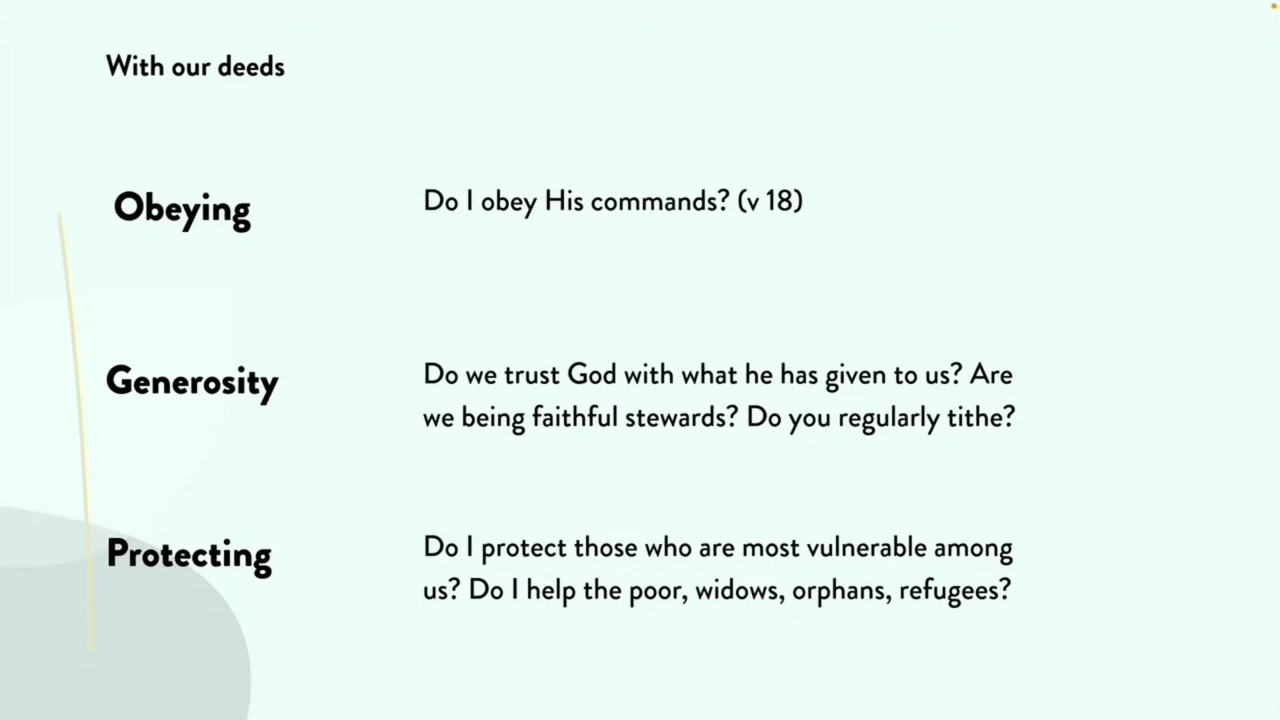 With our deeds
Obeying
Do I obey His commands? (v 18)
Generosity
Do we trust God with what he has given to us? Are
we being faithful stewards? Do you regularly tithe?
Protecting
Do I protect those who are most vulnerable among
us? Do I help the poor, widows, orphans, refugees?